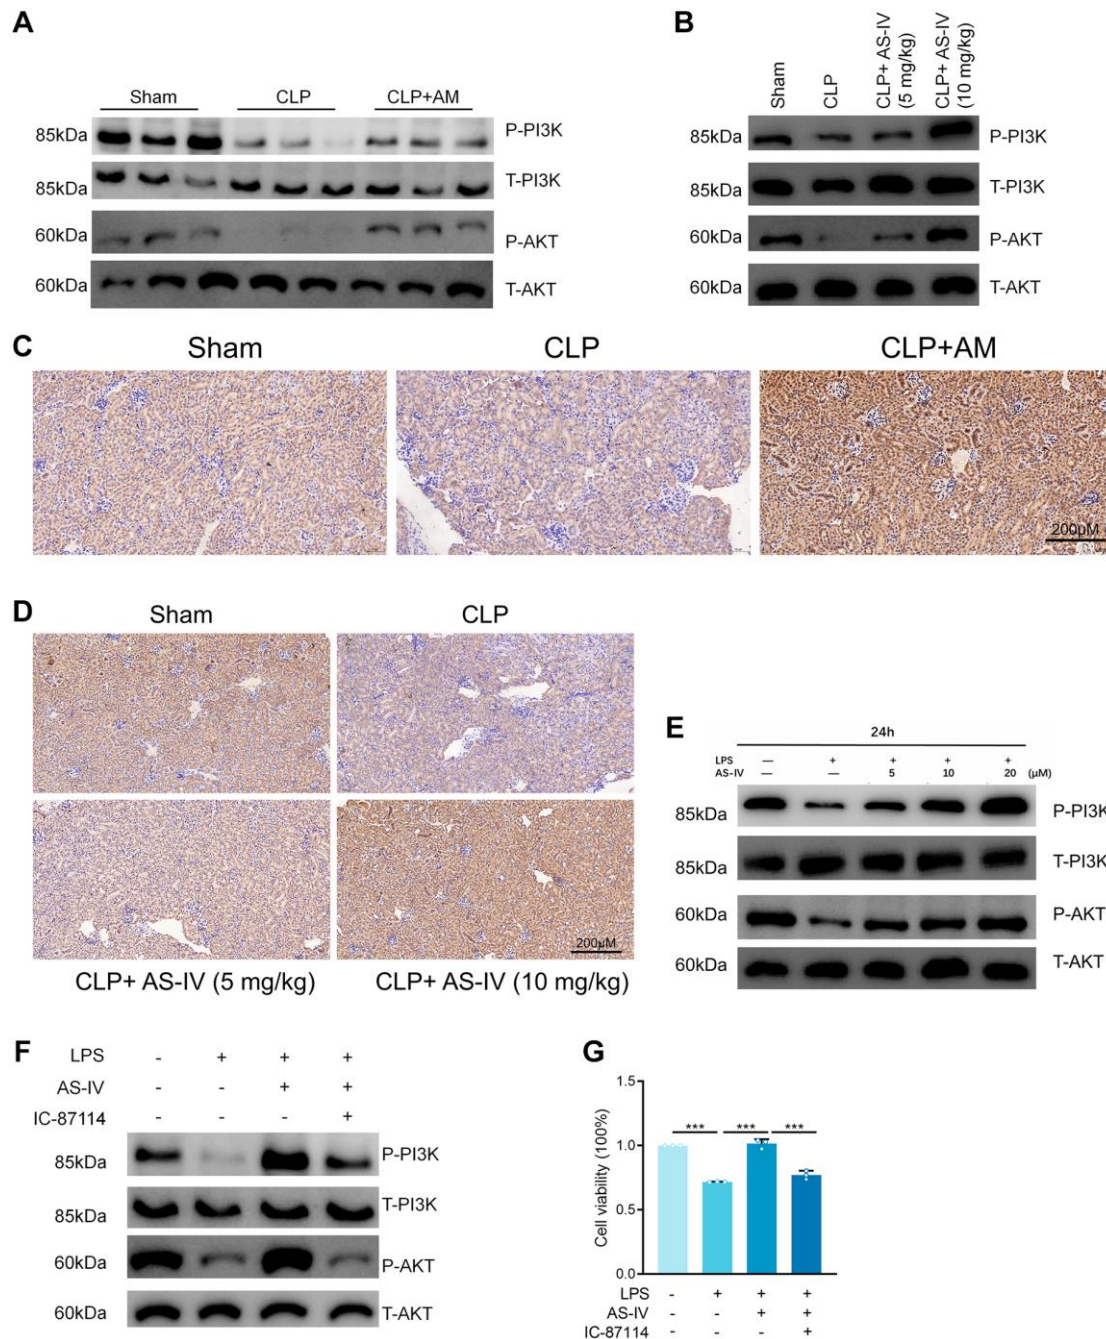 A
Sham CLP CLP+AM
85kDa P-PI3K
85kDa T-PI3K
60kDa P-AKT
60kDa T-AKT
B
Sham
CLP
CLP+ AS-IV
(5 mg/kg)
CLP+ AS-IV
(10 mg/kg)
85kDa P-PI3K
85kDa T-PI3K
60kDa P-AKT
60kDa T-AKT
C
Sham CLP CLP+AM
200μM
D
Sham CLP
200μM
CLP+ AS-IV (5 mg/kg) CLP+ AS-IV (10 mg/kg)
E
24h
LPS — + + + +
AS-IV — — 5 10 20 (μM)
85kDa P-PI3K
85kDa T-PI3K
60kDa P-AKT
60kDa T-AKT
F
LPS - + + +
AS-IV - - + +
IC-87114 - - - +
85kDa P-PI3K
85kDa T-PI3K
60kDa P-AKT
60kDa T-AKT
G
Cell viability (100%)
1.5
1.0
0.5
0.0
*** *** ***
LPS - + + +
AS-IV - - + +
IC-87114 - - - +